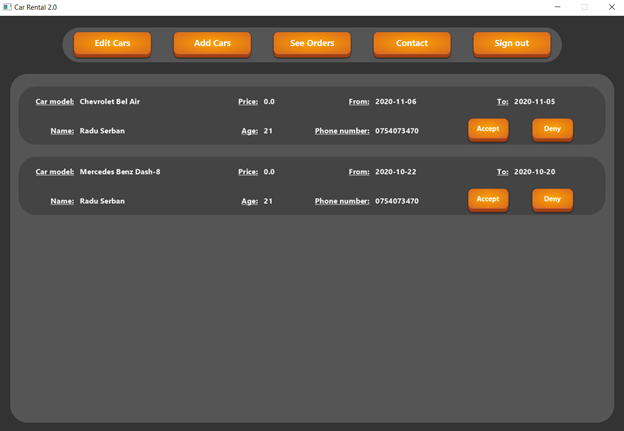 Car Rental 2.0
Edit Cars Add Cars See Orders Contact Sign out
Car model: Chevrolet Bel Air Price: 0.0 From: 2020-11-06 To: 2020-11-05
Name: Radu Serban Age: 21 Phone number: 0754073470 Accept Deny
Car model: Mercedes Benz Dash-8 Price: 0.0 From: 2020-10-22 To: 2020-10-20
Name: Radu Serban Age: 21 Phone number: 0754073470 Accept Deny